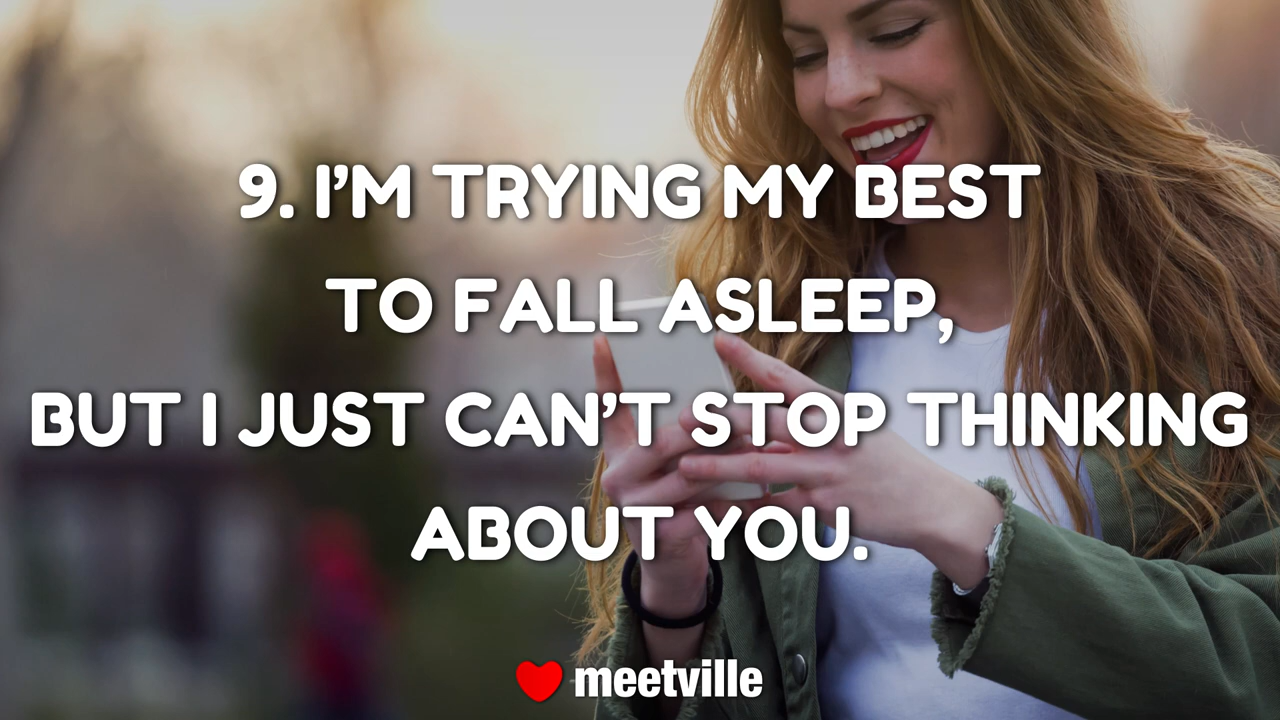 9. I’M TRYING MY BEST
TO FALL ASLEEP,
BUT I JUST CAN’T STOP THINKING
ABOUT YOU.
meetville